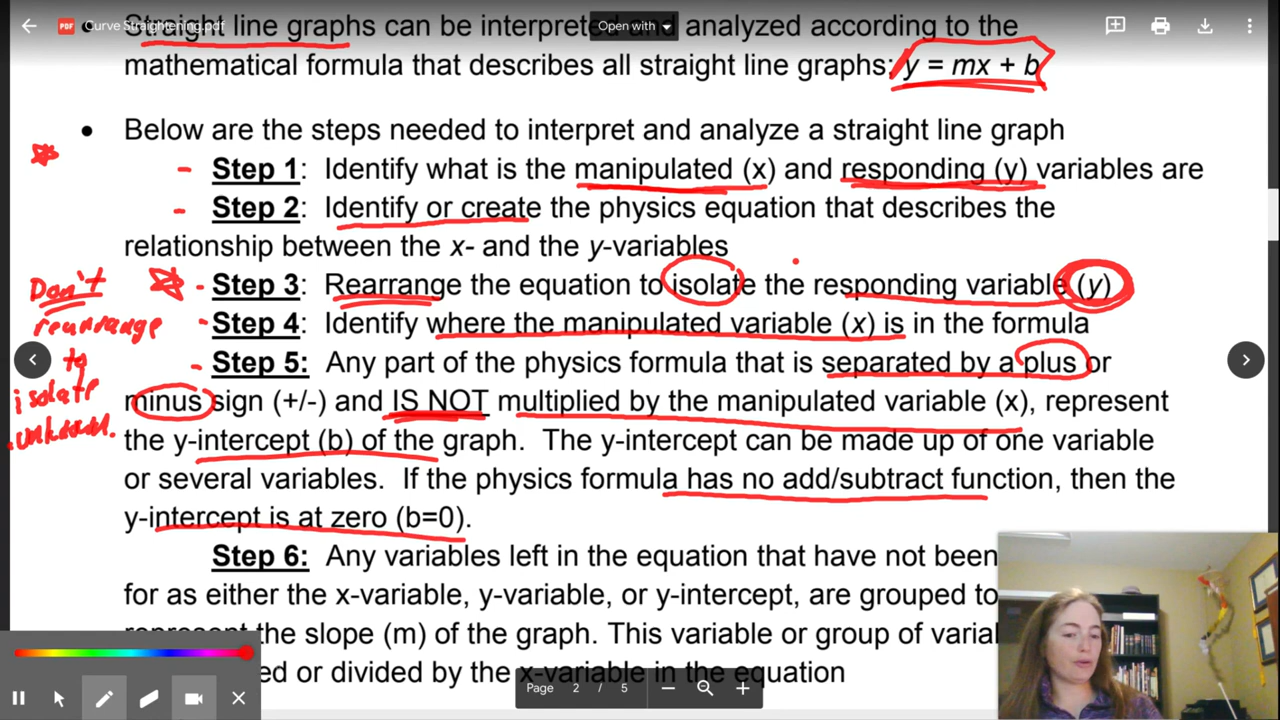 Curve Straightening.pdf
Open with
Straight line graphs can be interpreted and analyzed according to the
mathematical formula that describes all straight line graphs; y = mx + b
• Below are the steps needed to interpret and analyze a straight line graph
- Step 1: Identify what is the manipulated (x) and responding (y) variables are
- Step 2: Identify or create the physics equation that describes the
relationship between the x- and the y-variables
- Step 3: Rearrange the equation to isolate the responding variable (y)
- Step 4: Identify where the manipulated variable (x) is in the formula
- Step 5: Any part of the physics formula that is separated by a plus or
minus sign (+/-) and IS NOT multiplied by the manipulated variable (x), represent
the y-intercept (b) of the graph. The y-intercept can be made up of one variable
or several variables. If the physics formula has no add/subtract function, then the
y-intercept is at zero (b=0).
Step 6: Any variables left in the equation that have not been
for as either the x-variable, y-variable, or y-intercept, are grouped to
represent the slope (m) of the graph. This variable or group of varial
ed or divided by the x-variable in the equation
Don't
rearrange
to
isolate
unknown.
Page 2 / 5